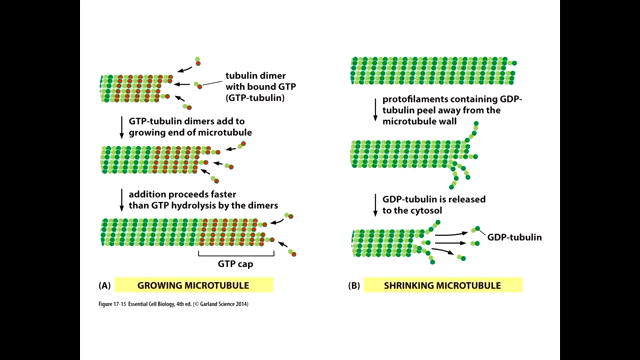 tubulin dimer
with bound GTP
(GTP-tubulin)
GTP-tubulin dimers add to
growing end of microtubule
addition proceeds faster
than GTP hydrolysis by the dimers
GTP cap
(A) GROWING MICROTUBULE
protofilaments containing GDP-
tubulin peel away from the
microtubule wall
GDP-tubulin is released
to the cytosol
GDP-tubulin
(B) SHRINKING MICROTUBULE
Figure 17-15 Essential Cell Biology, 4th ed. (© Garland Science 2014)